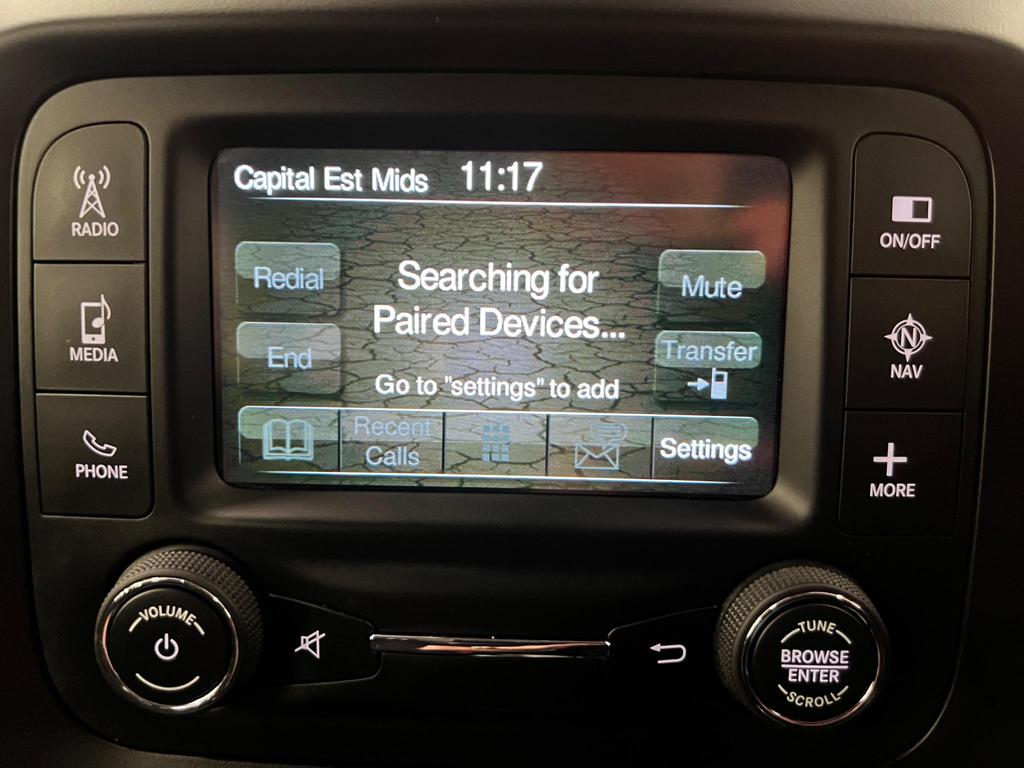 Capital Est Mids 11:17
RADIO
ON/OFF
Redial
Searching for
Paired Devices...
Mute
MEDIA
End
Transfer
N
NAV
Go to "settings" to add
PHONE
Recent
Calls
Settings
MORE
VOLUME
TUNE
BROWSE
ENTER
SCROLL